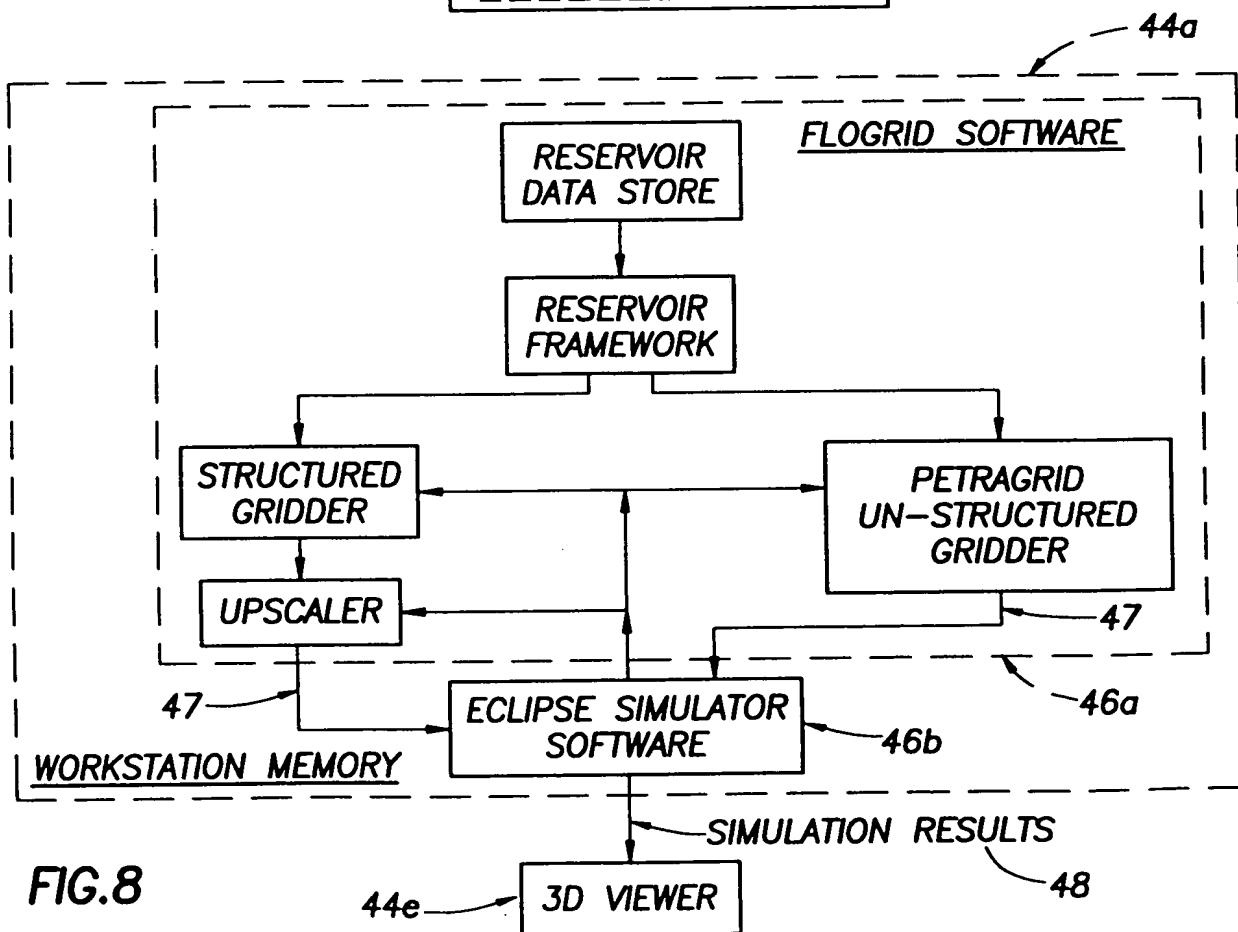 44a
FLOGRID SOFTWARE
RESERVOIR
DATA STORE
RESERVOIR
FRAMEWORK
STRUCTURED
GRIDDER
PETRAGRID
UN-STRUCTURED
GRIDDER
UPSCALER
47
46a
47
ECLIPSE SIMULATOR
SOFTWARE
46b
WORKSTATION MEMORY
SIMULATION RESULTS
48
FIG.8
44e
3D VIEWER